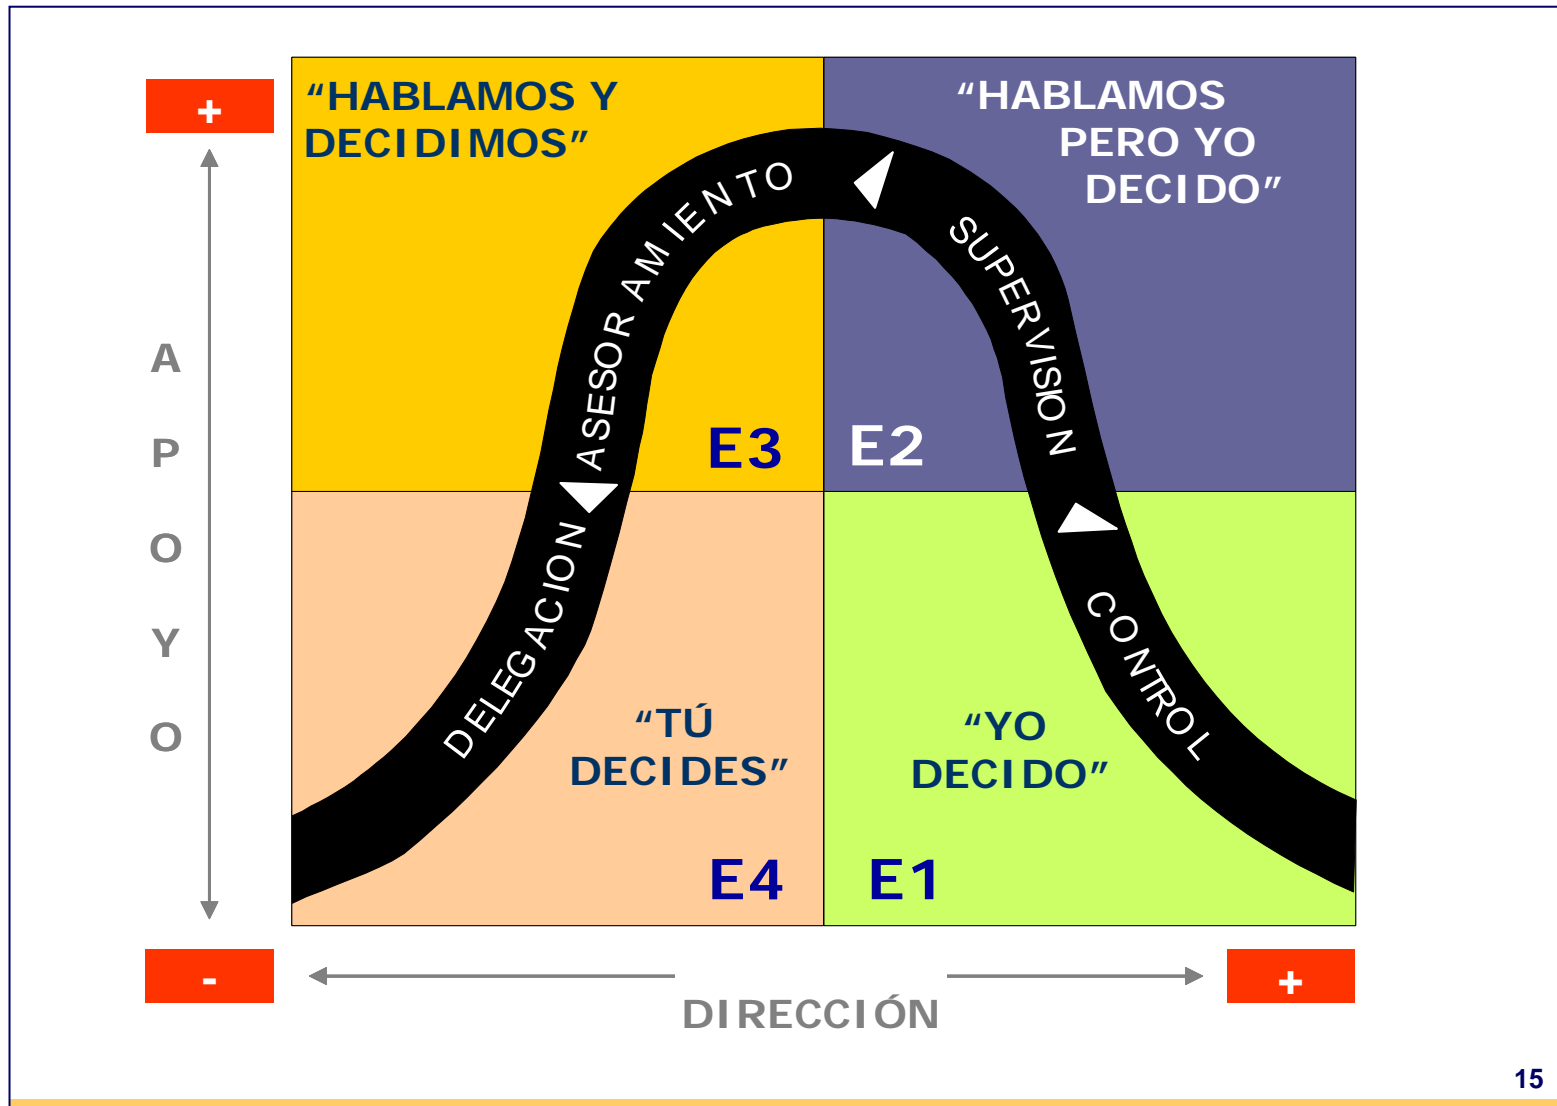 +
“HABLAMOS Y
DECIDIMOS”
“HABLAMOS
PERO YO
DECIDO”
ASESORAMIENTO
SUPERVISION
A
P
O
Y
O
E3
E2
DELEGACION
CONTROL
“TÚ
DECIDES”
“YO
DECIDO”
E4
E1
-
+
DIRECCIÓN
15